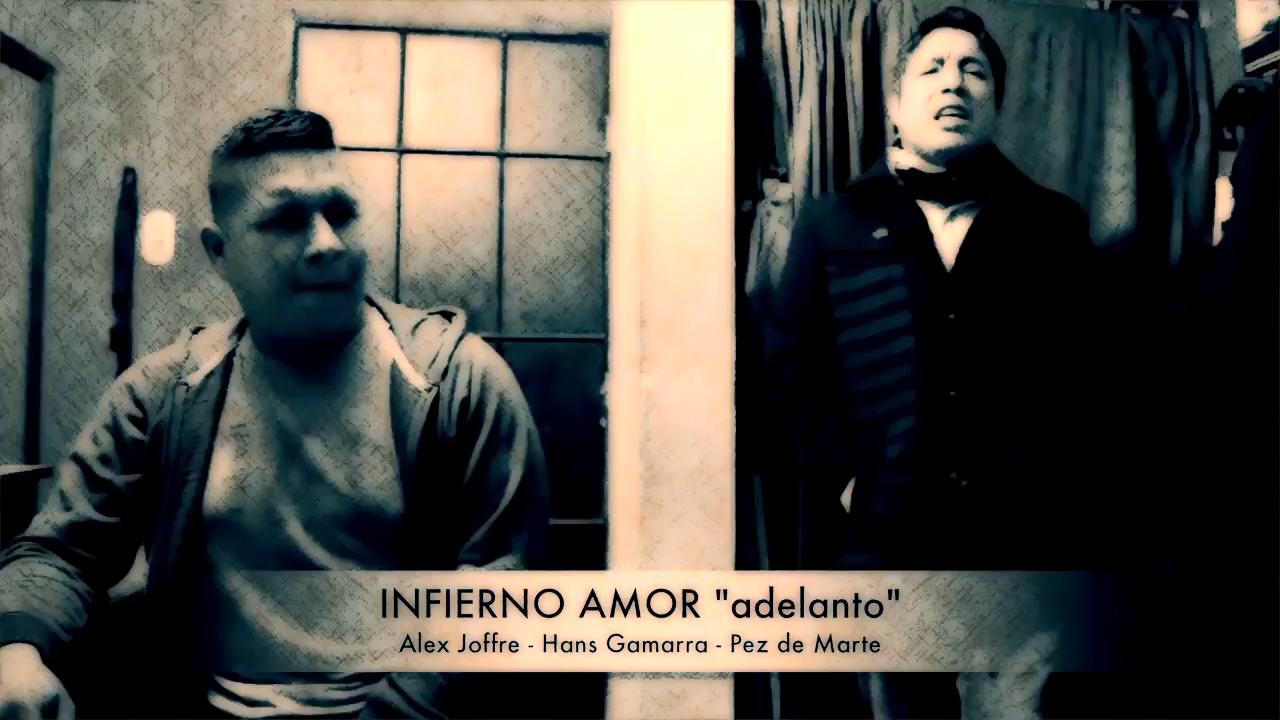 INFIERNO AMOR "adelanto"
Alex Joffre - Hans Gamarra - Pez de Marte